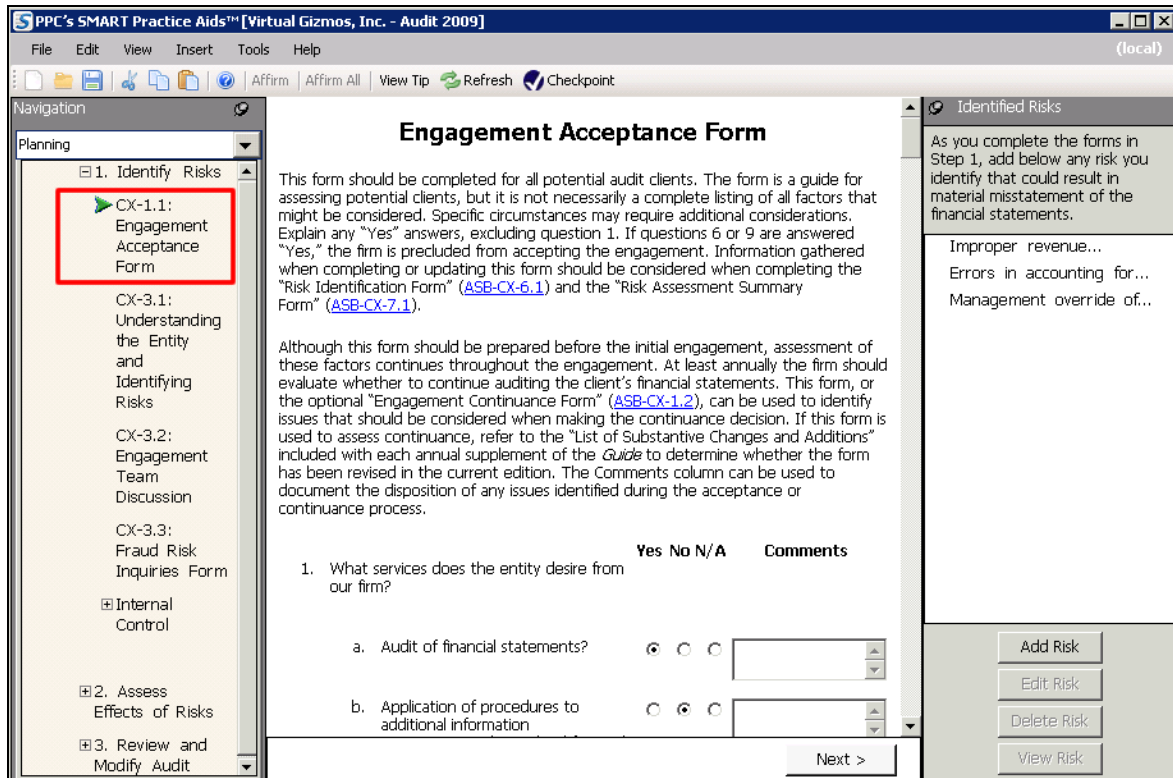 PPC's SMART Practice Aids™ [Virtual Gizmos, Inc. - Audit 2009]
File Edit View Insert Tools Help (local)
Affirm Affirm All View Tip Refresh Checkpoint
Navigation
Planning
1. Identify Risks
CX-1.1:
Engagement
Acceptance
Form
CX-3.1:
Understanding
the Entity
and
Identifying
Risks
CX-3.2:
Engagement
Team
Discussion
CX-3.3:
Fraud Risk
Inquiries Form
Internal
Control
2. Assess
Effects of Risks
3. Review and
Modify Audit
Engagement Acceptance Form
This form should be completed for all potential audit clients. The form is a guide for
assessing potential clients, but it is not necessarily a complete listing of all factors that
might be considered. Specific circumstances may require additional considerations.
Explain any "Yes" answers, excluding question 1. If questions 6 or 9 are answered
"Yes," the firm is precluded from accepting the engagement. Information gathered
when completing or updating this form should be considered when completing the
"Risk Identification Form" (ASB-CX-6.1) and the "Risk Assessment Summary
Form" (ASB-CX-7.1).
Although this form should be prepared before the initial engagement, assessment of
these factors continues throughout the engagement. At least annually the firm should
evaluate whether to continue auditing the client's financial statements. This form, or
the optional "Engagement Continuance Form" (ASB-CX-1.2), can be used to identify
issues that should be considered when making the continuance decision. If this form is
used to assess continuance, refer to the "List of Substantive Changes and Additions"
included with each annual supplement of the Guide to determine whether the form
has been revised in the current edition. The Comments column can be used to
document the disposition of any issues identified during the acceptance or
continuance process.
Yes No N/A Comments
1. What services does the entity desire from
our firm?
a. Audit of financial statements?
b. Application of procedures to
additional information
Next >
Identified Risks
As you complete the forms in
Step 1, add below any risk you
identify that could result in
material misstatement of the
financial statements.
Improper revenue...
Errors in accounting for...
Management override of...
Add Risk
Edit Risk
Delete Risk
View Risk